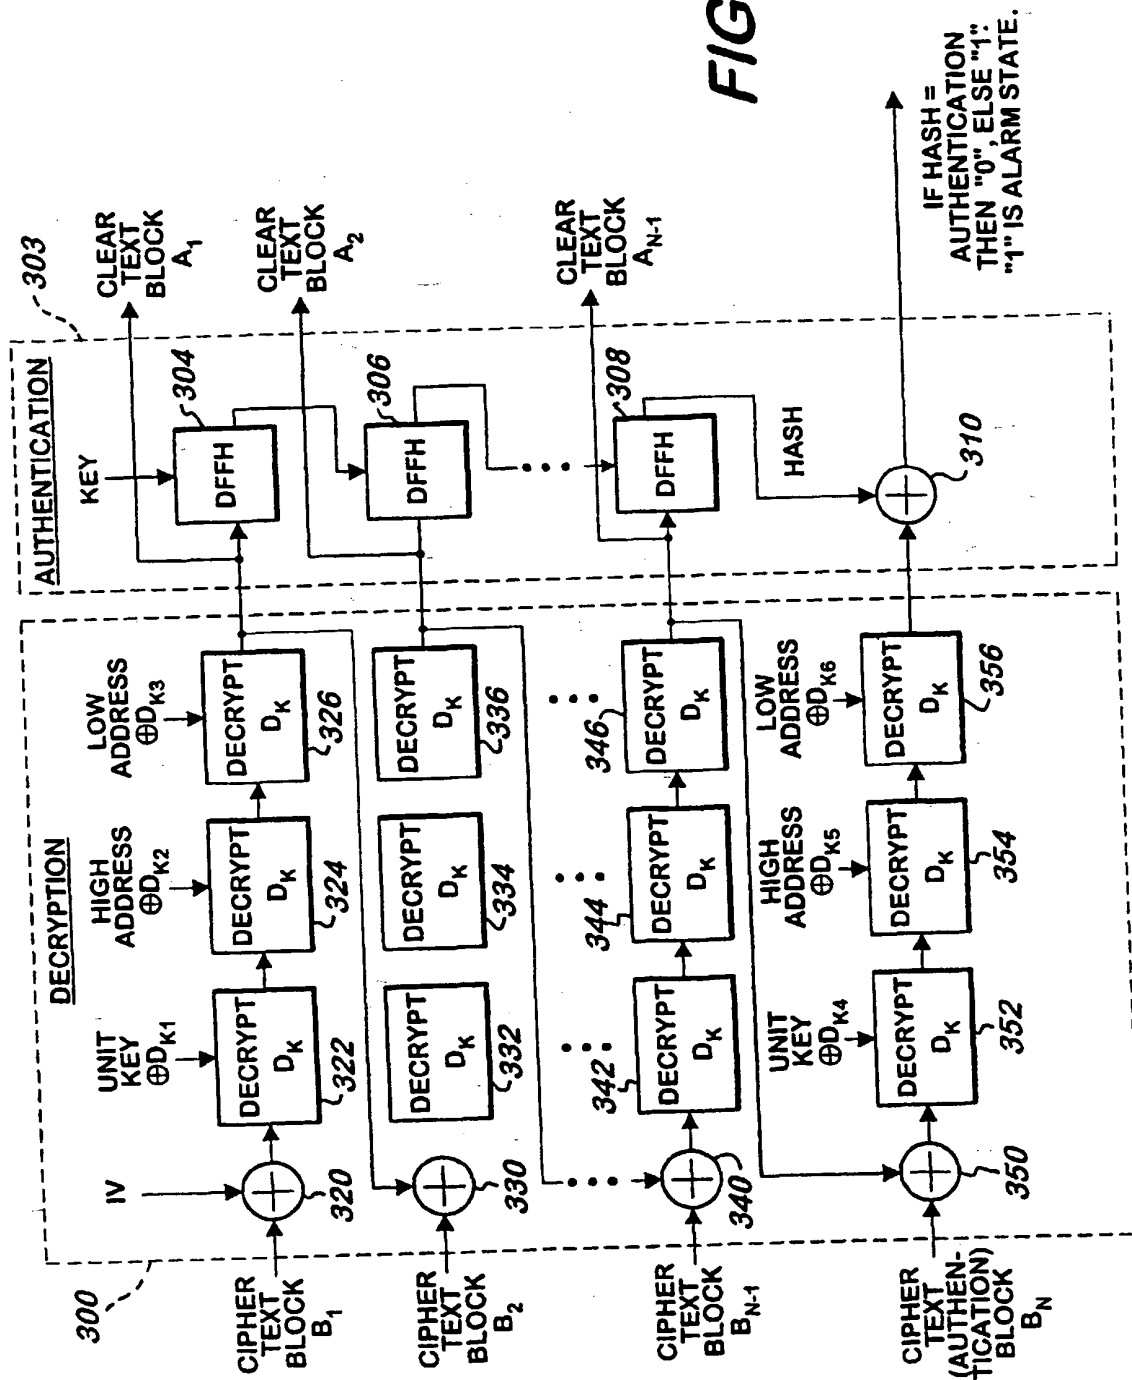 FIG
300
303
DECRYPTION
AUTHENTICATION
CIPHER
TEXT
BLOCK
B1
IV
320
UNIT
KEY
⊕DK1
DECRYPT
DK
322
HIGH
ADDRESS
⊕DK2
DECRYPT
DK
324
LOW
ADDRESS
⊕DK3
DECRYPT
DK
326
KEY
DFFH
304
CLEAR
TEXT
BLOCK
A1
CIPHER
TEXT
BLOCK
B2
330
DECRYPT
DK
332
DECRYPT
DK
334
DECRYPT
DK
336
DFFH
306
CLEAR
TEXT
BLOCK
A2
CIPHER
TEXT
BLOCK
BN-1
340
342
DECRYPT
DK
344
DECRYPT
DK
346
DECRYPT
DK
DFFH
308
CLEAR
TEXT
BLOCK
AN-1
CIPHER
TEXT
(AUTHEN-
TICATION)
BLOCK
BN
350
UNIT
KEY
⊕DK4
DECRYPT
DK
352
HIGH
ADDRESS
⊕DK5
DECRYPT
DK
354
LOW
ADDRESS
⊕DK6
DECRYPT
DK
356
HASH
310
IF HASH =
AUTHENTICATION
THEN "0", ELSE "1":
"1" IS ALARM STATE.